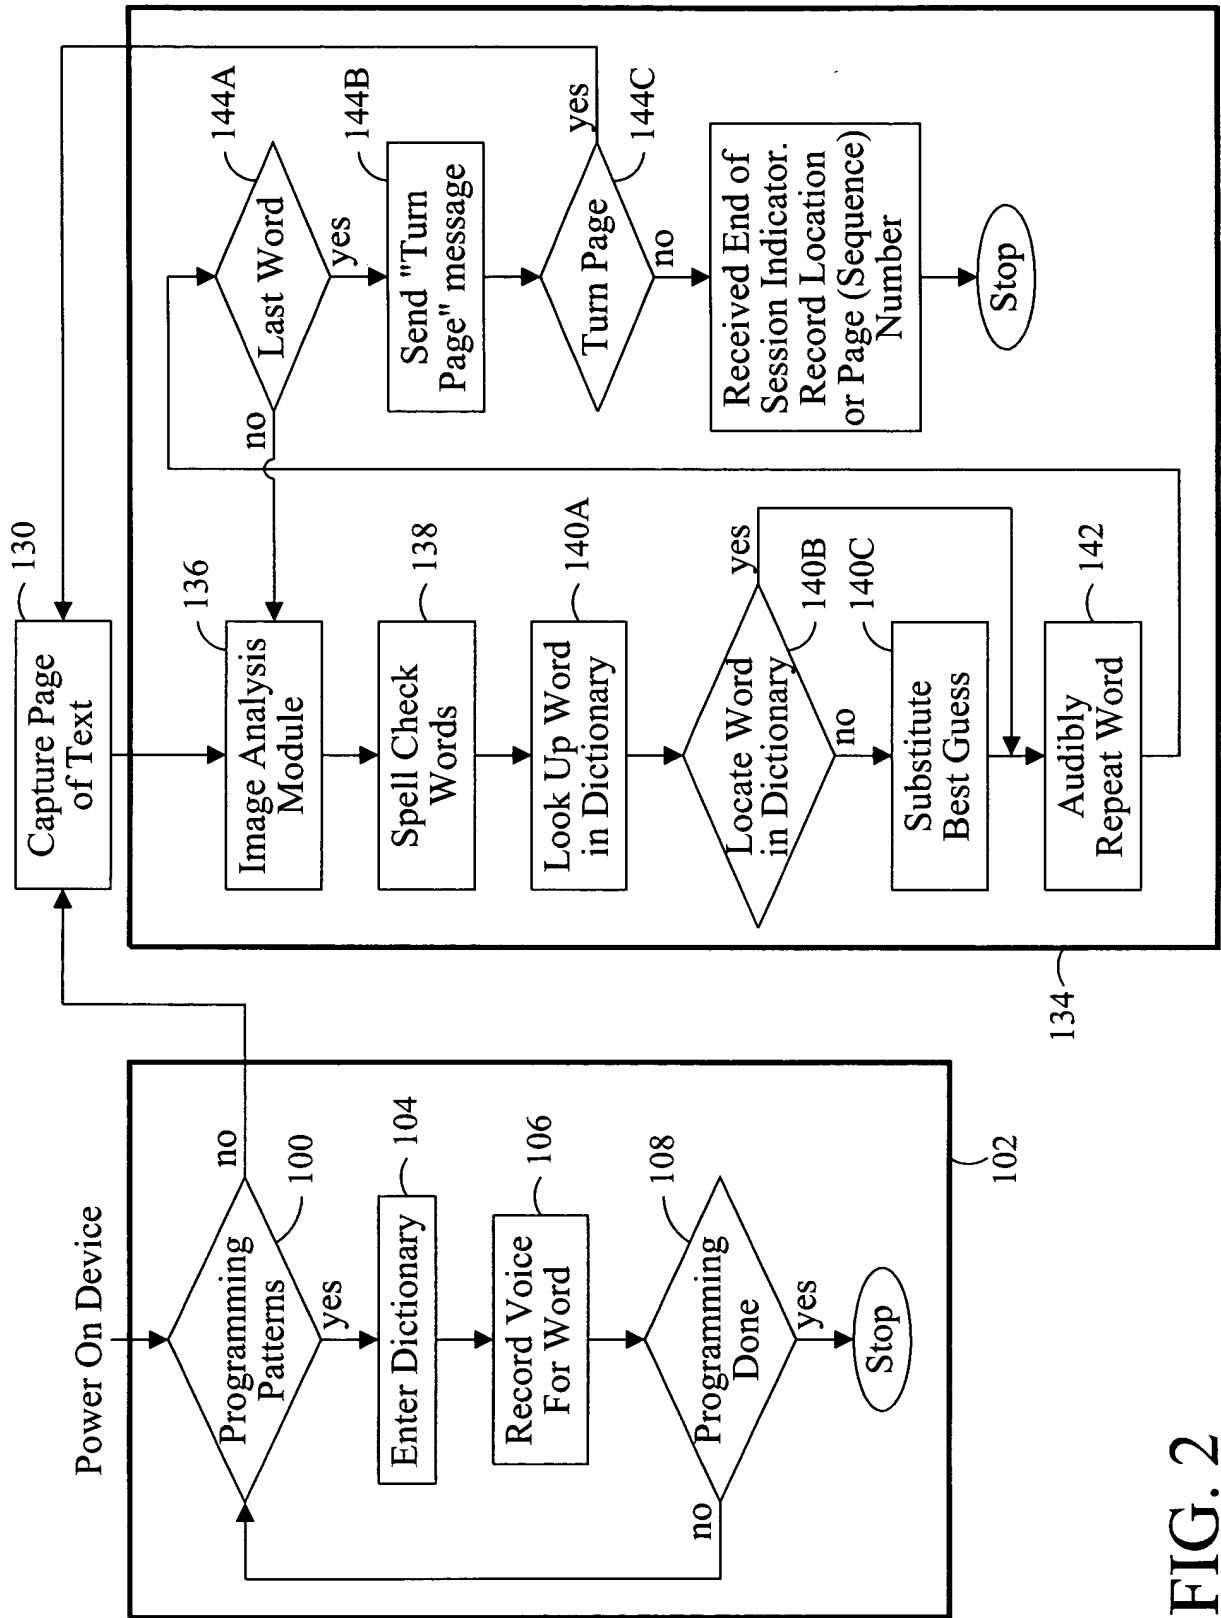 Power On Device
Programming
Patterns
no
100
yes
Enter Dictionary
104
Record Voice
For Word
106
Programming
Done
108
no
yes
Stop
102
Capture Page
of Text
130
136
Image Analysis
Module
Spell Check
Words
138
Look Up Word
in Dictionary
140A
Locate Word
in Dictionary
yes
140B
no
140C
Substitute
Best Guess
Audibly
Repeat Word
142
134
144A
Last Word
no
yes
144B
Send "Turn
Page" message
yes
Turn Page
144C
no
Received End of
Session Indicator.
Record Location
or Page (Sequence)
Number
Stop
FIG. 2